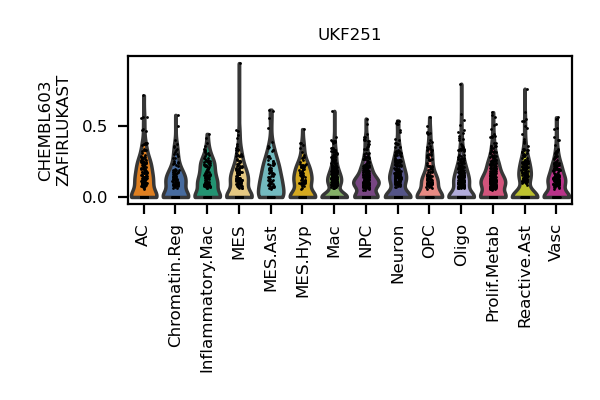 UKF251
CHEMBL603
ZAFIRLUKAST
0.5
0.0
AC
Chromatin.Reg
Inflammatory.Mac
MES
MES.Ast
MES.Hyp
Mac
NPC
Neuron
OPC
Oligo
Prolif.Metab
Reactive.Ast
Vasc